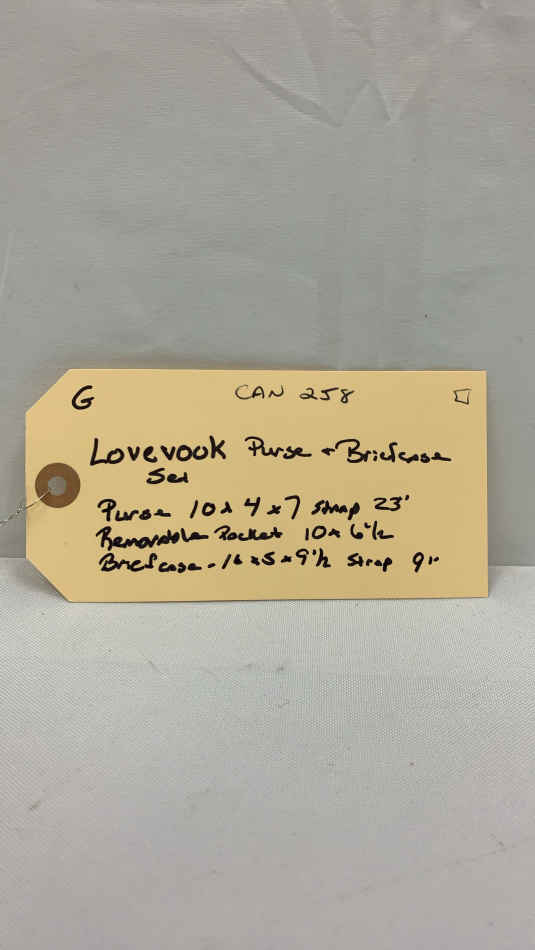 G CAN 258
Lovevook Purse + Briefcase
Set
Purse 10 x 4 x 7 Strap 23"
Removable Pocket 10 x 6 1/2
Briefcase - 16 x 5 x 9 1/2 Strap 9"